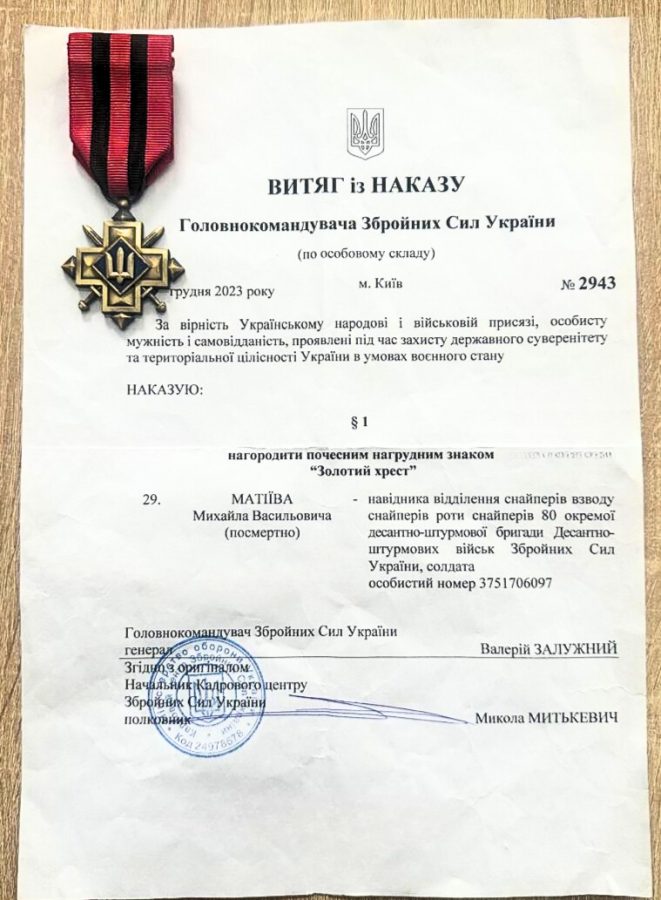 ВИТЯГ із НАКАЗУ
Головнокомандувача Збройних Сил України
(по особовому складу)
грудня 2023 року м. Київ № 2943
За вірність Українському народові і військовій присязі, особисту
мужність і самовідданість, проявлені під час захисту державного суверенітету
та територіальної цілісності України в умовах воєнного стану
НАКАЗУЮ:
§ 1
нагородити почесним нагрудним знаком
“Золотий хрест”
29. МАТІЇВА - навідника відділення снайперів взводу
Михайла Васильовича снайперів роти снайперів 80 окремої
(посмертно) десантно-штурмової бригади Десантно-
штурмових військ Збройних Сил
України, солдата
особистий номер 3751706097
Головнокомандувач Збройних Сил України
генерал Валерій ЗАЛУЖНИЙ
Згідно з оригіналом
Начальник Кадрового центру
Збройних Сил України
полковник Микола МИТЬКЕВИЧ
Код 24978578